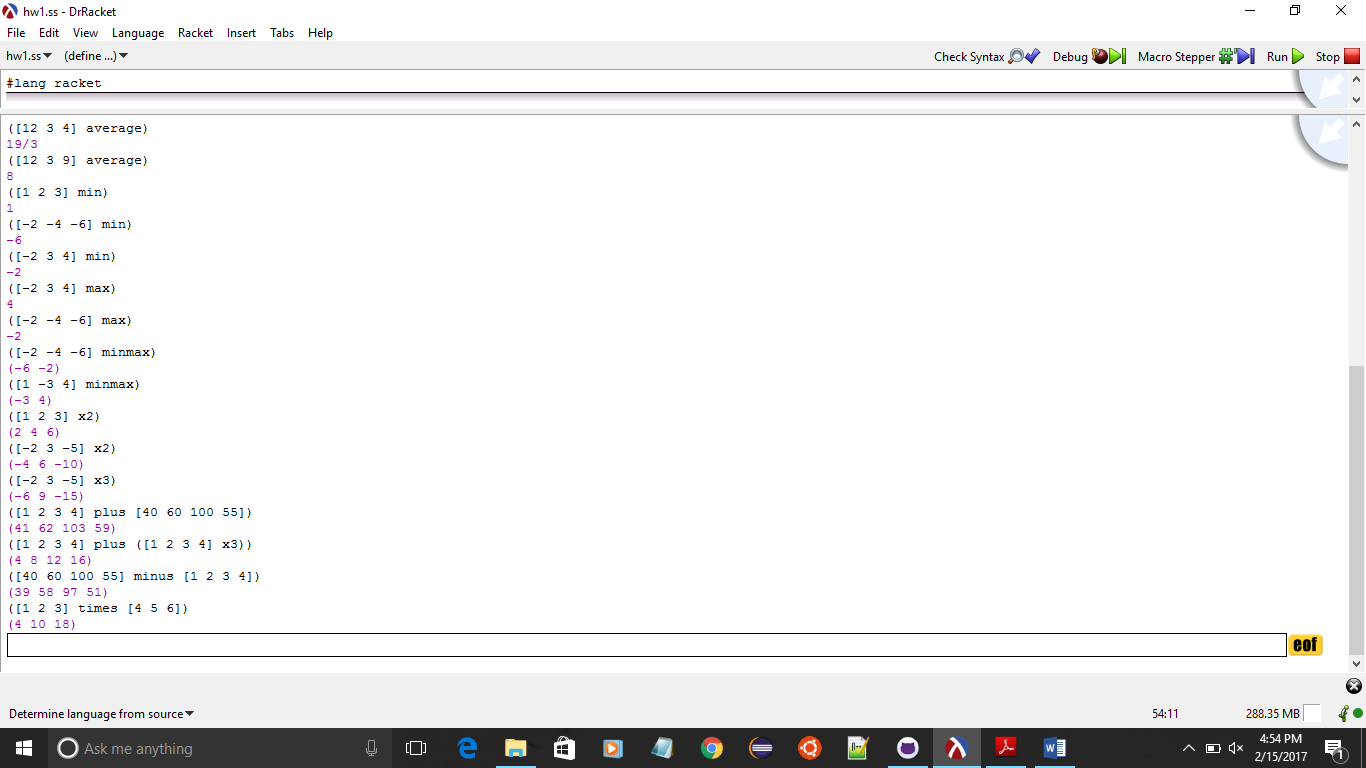 hw1.ss - DrRacket
File Edit View Language Racket Insert Tabs Help
hw1.ss (define ...) Check Syntax Debug Macro Stepper Run Stop
#lang racket
([12 3 4] average)
19/3
([12 3 9] average)
8
([1 2 3] min)
1
([-2 -4 -6] min)
-6
([-2 3 4] min)
-2
([-2 3 4] max)
4
([-2 -4 -6] max)
-2
([-2 -4 -6] minmax)
(-6 -2)
([1 -3 4] minmax)
(-3 4)
([1 2 3] x2)
(2 4 6)
([-2 3 -5] x2)
(-4 6 -10)
([-2 3 -5] x3)
(-6 9 -15)
([1 2 3 4] plus [40 60 100 55])
(41 62 103 59)
([1 2 3 4] plus ([1 2 3 4] x3))
(4 8 12 16)
([40 60 100 55] minus [1 2 3 4])
(39 58 97 51)
([1 2 3] times [4 5 6])
(4 10 18)
eof
Determine language from source 54:11 288.35 MB
Ask me anything
4:54 PM
2/15/2017
1